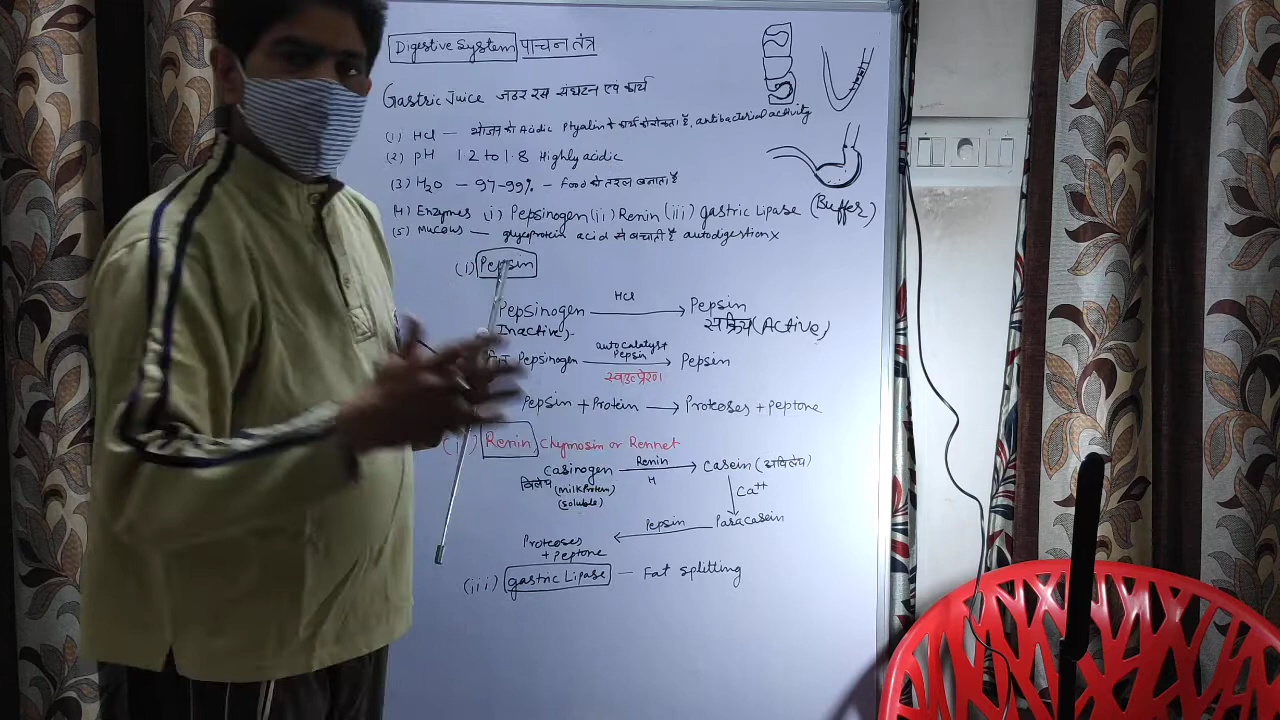 Digestive System पाचन तंत्र
Gastric Juice जठर रस संघटन एवं कार्य
(1) HCl — भोजन को Acidic Ptyalin के कार्य को रोकता है, antibacterial activity
(2) pH 1.2 to 1.8 Highly acidic
(3) H2O — 97-99% — Food को तरल बनाता है
(4) Enzymes (i) Pepsinogen (ii) Renin (iii) gastric Lipase (Buffer)
(5) Mucous — glycoprotein acid से बचाती है autodigestion x
(i) Pepsin
Pepsinogen HCl → Pepsin
Inactive) सक्रिय (Active)
Pepsinogen autocatalyst Pepsin → Pepsin
स्वउत्प्रेरण
Pepsin + Protein → Proteoses + peptone
Renin, Chymosin or Rennet
Casinogen Renin → Casein (अविलेय)
विलेय (milk Protein) H Ca++
(soluble)
Proteoses + Peptone ← Pepsin — Paracasein
(iii) gastric Lipase — Fat splitting